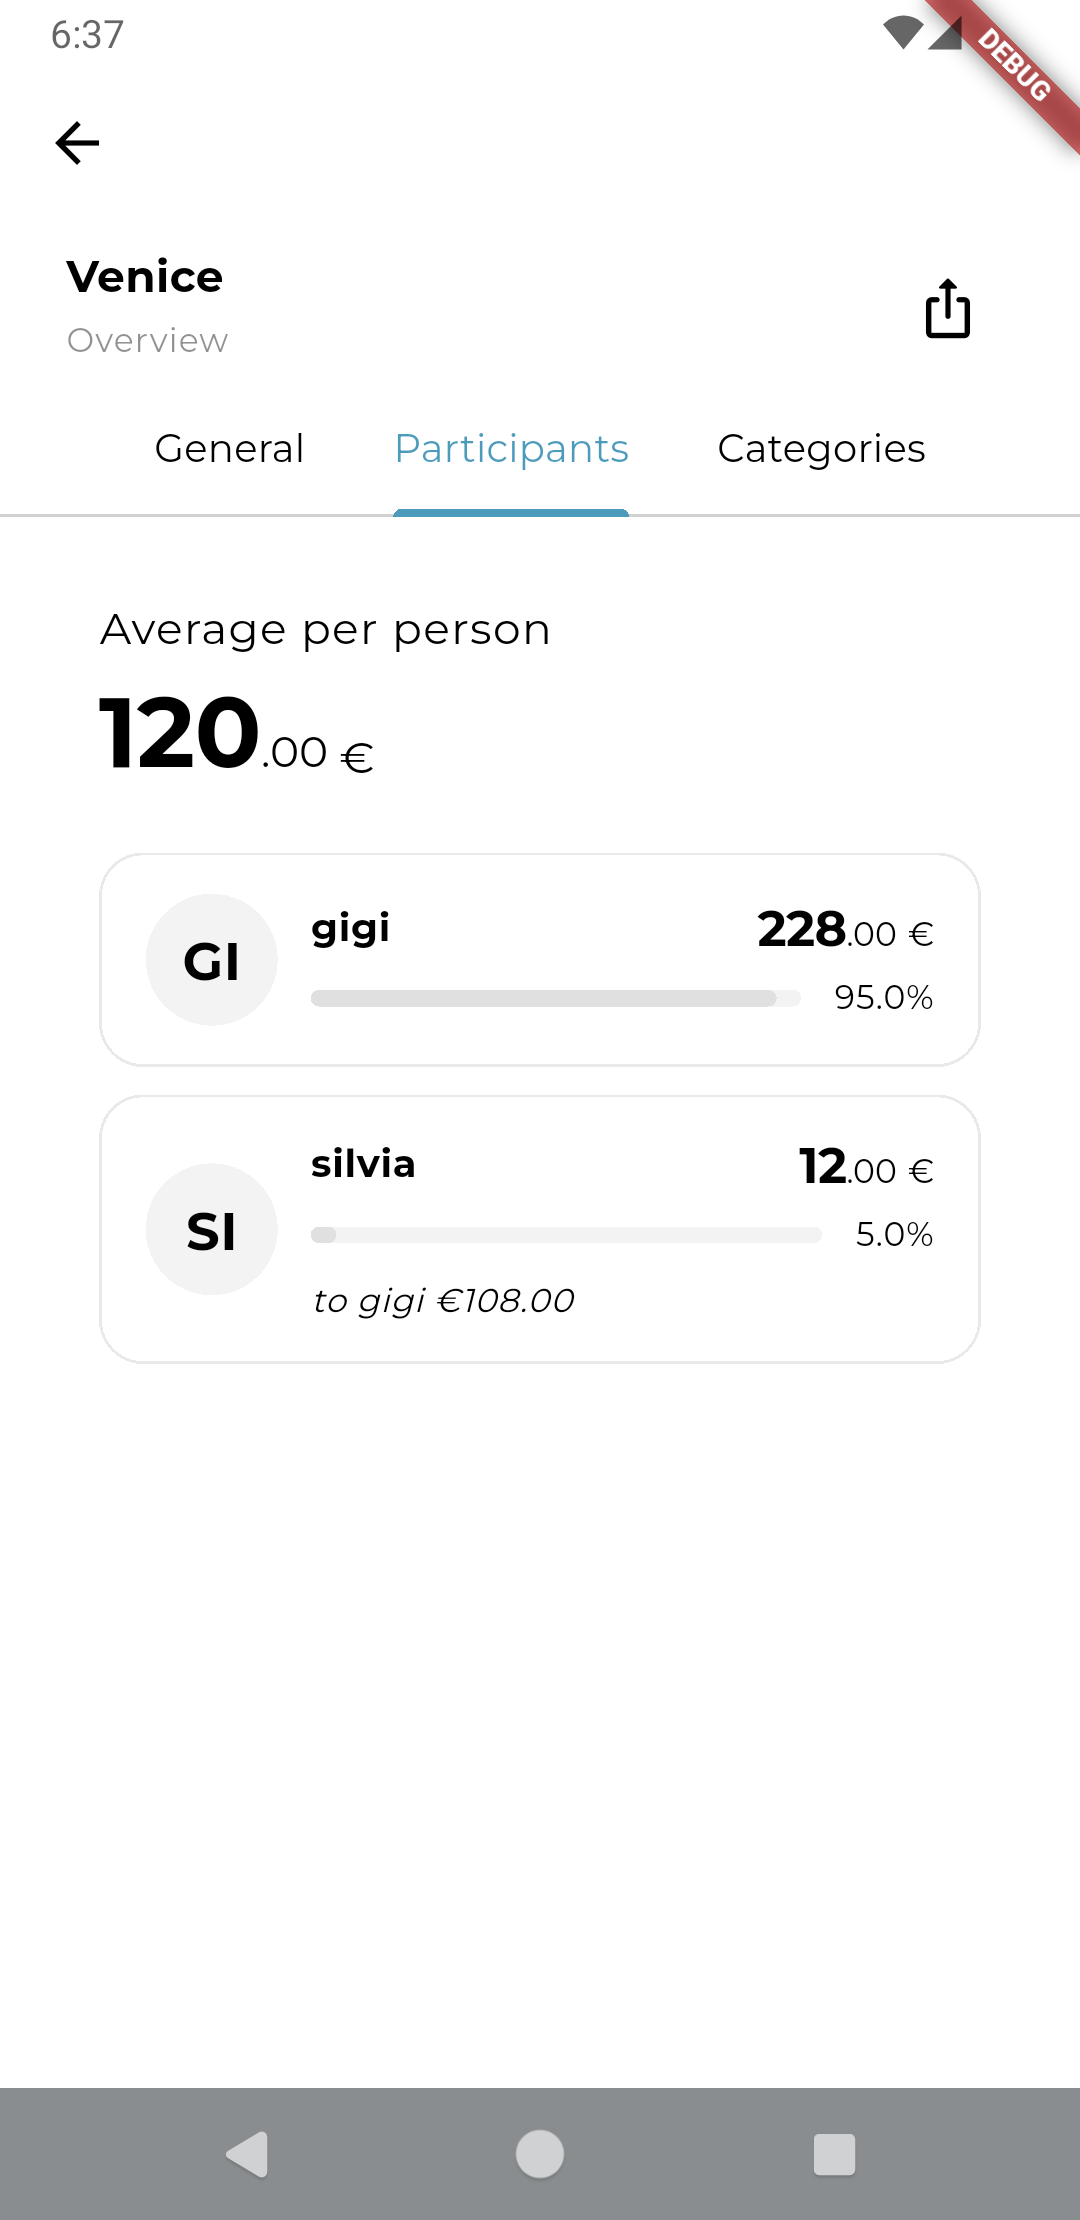 6:37
DEBUG
Venice
Overview
General Participants Categories
Average per person
120.00 €
GI
gigi
228.00 €
95.0%
SI
silvia
12.00 €
5.0%
to gigi €108.00